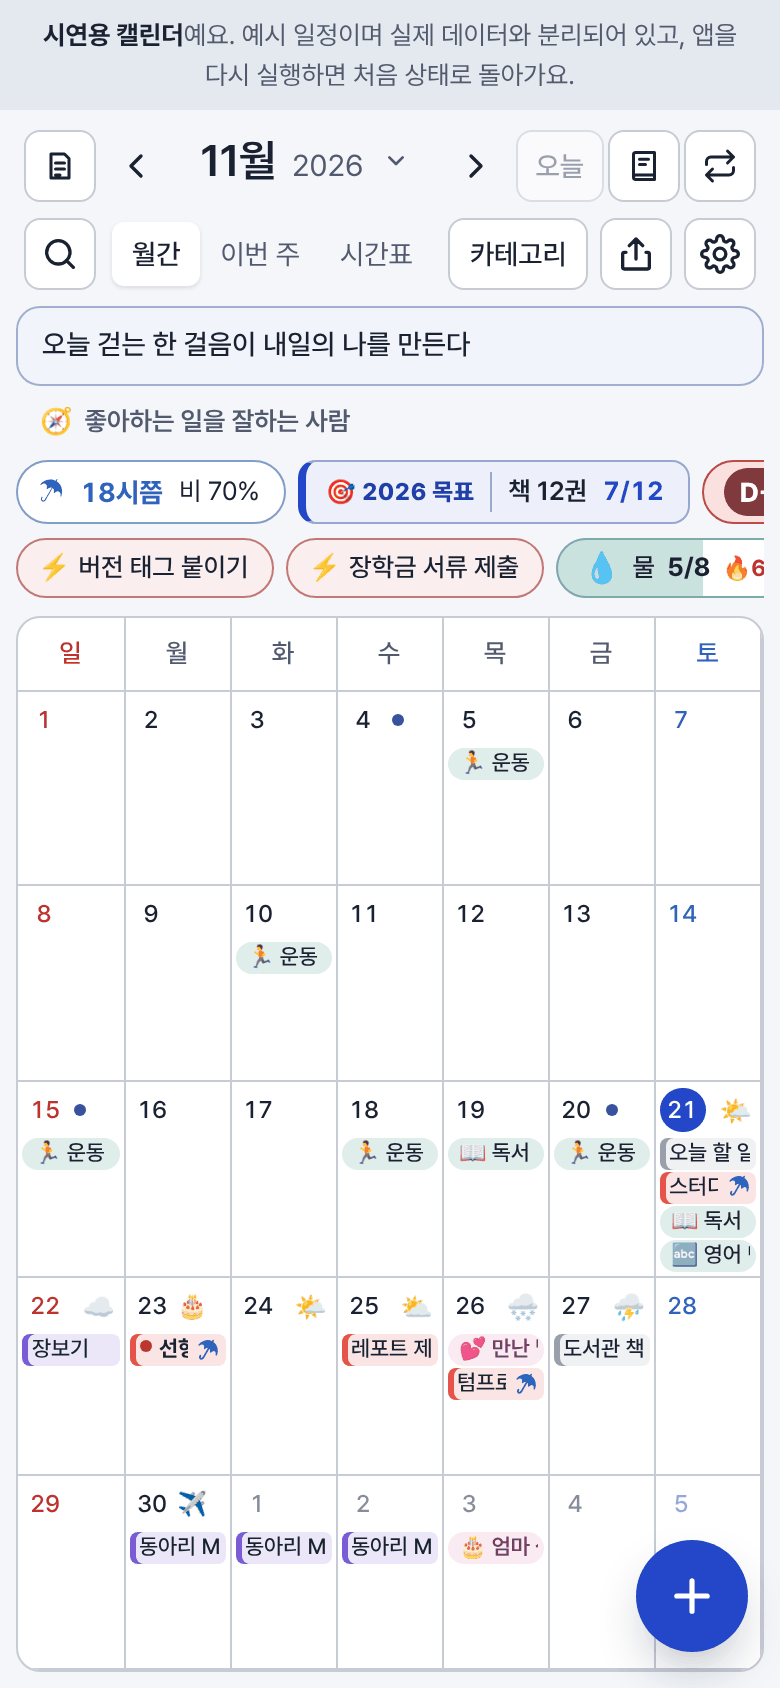 시연용 캘린더예요. 예시 일정이며 실제 데이터와 분리되어 있고, 앱을
다시 실행하면 처음 상태로 돌아가요.
11월 2026 오늘
월간 이번 주 시간표 카테고리
오늘 걷는 한 걸음이 내일의 나를 만든다
좋아하는 일을 잘하는 사람
18시쯤 비 70% 2026 목표 책 12권 7/12
버전 태그 붙이기 장학금 서류 제출 물 5/8
일 월 화 수 목 금 토
1 2 3 4 5 6 7
운동
8 9 10 11 12 13 14
운동
15 16 17 18 19 20 21
운동 운동 독서 운동 오늘 할
독서
영어
22 23 24 25 26 27 28
장보기 레포트 제 만난 도서관 책
29 30 1 2 3 4 5
동아리 M 동아리 M 동아리 M 엄마